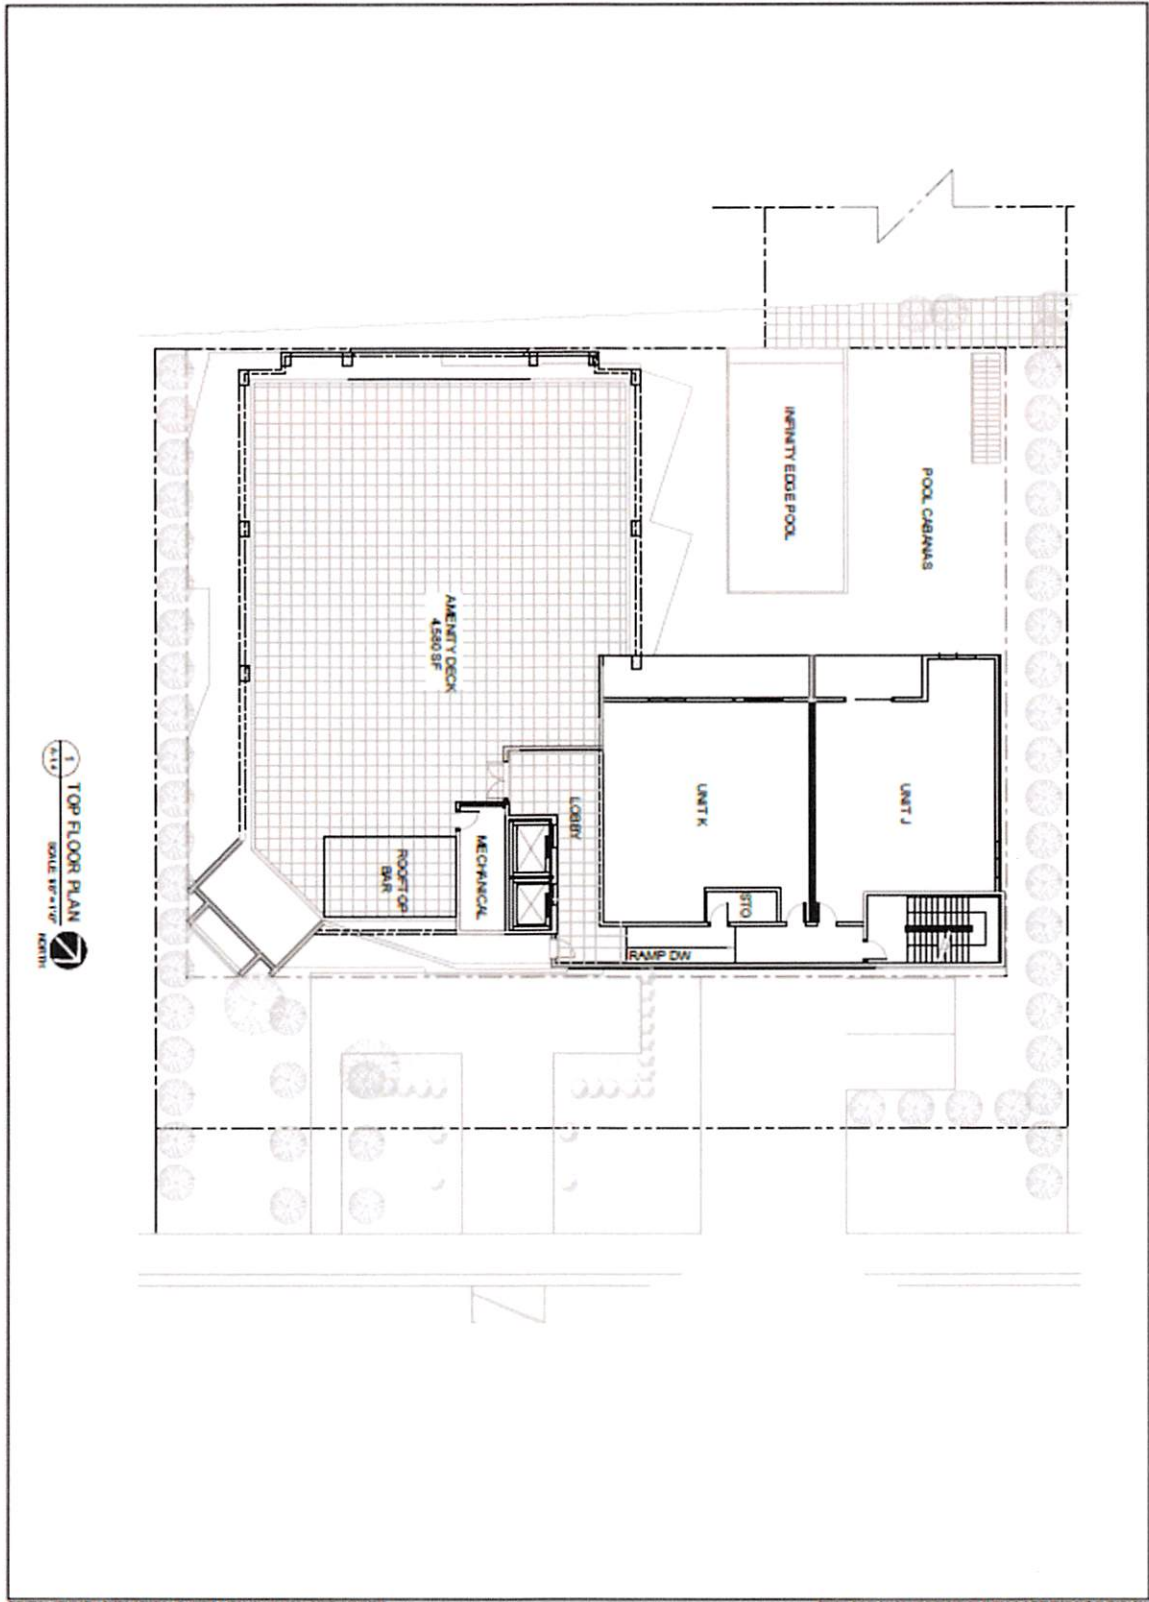 INFINITY EDGE POOL
POOL CABANAS
AMENITY DECK
4,580 SF
UNIT K
UNIT J
LOBBY
MECHANICAL
ROOFTOP
BAR
STO
RAMP DW
1
TOP FLOOR PLAN
NORTH